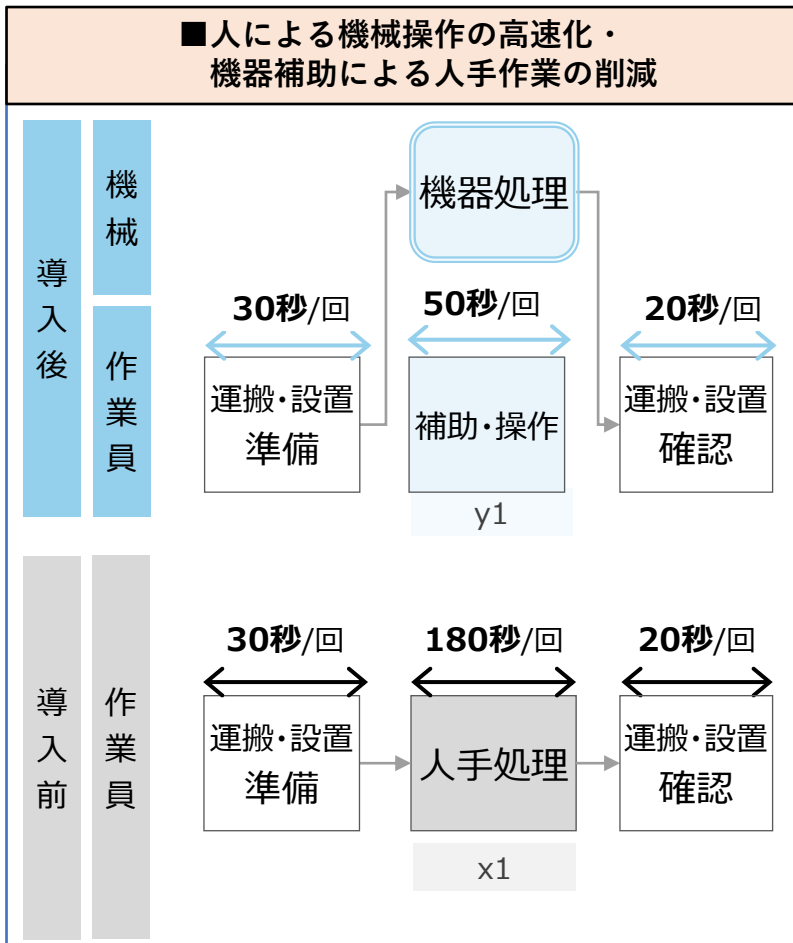 ■人による機械操作の高速化・
機器補助による人手作業の削減
導入後
機械
作業員
機器処理
30秒/回
50秒/回
20秒/回
運搬・設置
準備
補助・操作
運搬・設置
確認
y1
導入前
作業員
30秒/回
180秒/回
20秒/回
運搬・設置
準備
人手処理
運搬・設置
確認
x1